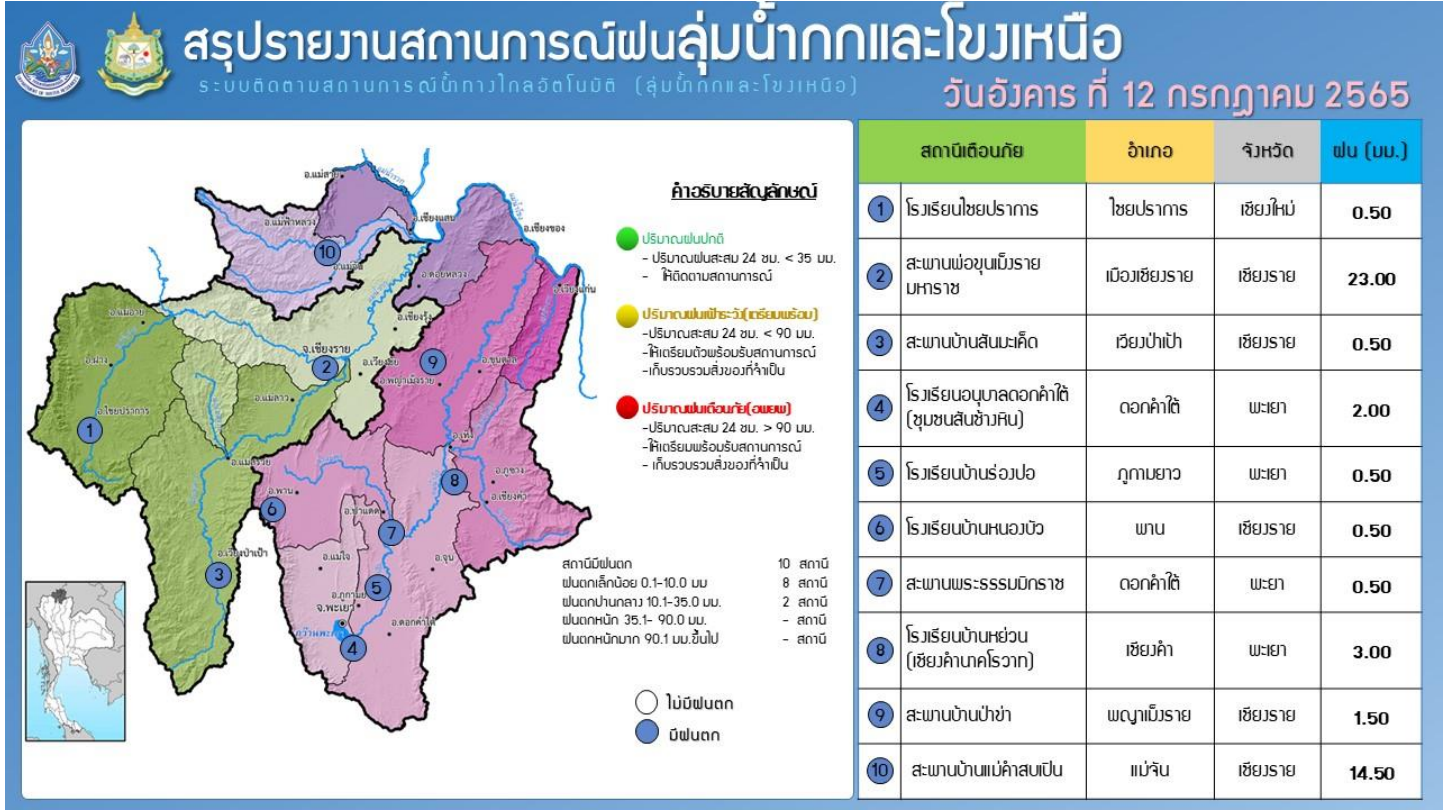 สรุปรายงานสถานการณ์ฝนลุ่มน้ำกกและโขงเหนือ
ระบบติดตามสถานการณ์น้ำทางไกลอัตโนมัติ (ลุ่มน้ำกกและโขงเหนือ)
วันอังคาร ที่ 12 กรกฎาคม 2565
คำอธิบายสัญลักษณ์
ปริมาณฝนปกติ
- ปริมาณฝนสะสม 24 ชม. < 35 มม.
- ให้ติดตามสถานการณ์
ปริมาณฝนเฝ้าระวัง(เตรียมพร้อม)
-ปริมาณสะสม 24 ชม. < 90 มม.
-ให้เตรียมตัวพร้อมรับสถานการณ์
-เก็บรวบรวมสิ่งของที่จำเป็น
ปริมาณฝนเตือนภัย(อพยพ)
-ปริมาณสะสม 24 ชม. > 90 มม.
-ให้เตรียมพร้อมรับสถานการณ์
- เก็บรวบรวมสิ่งของที่จำเป็น
อ.แม่สาย
แม่น้ำรวก
อ.แม่ฟ้าหลวง
อ.เชียงแสน
แม่น้ำโขง
อ.เชียงของ
10
อ.แม่จัน
อ.ดอยหลวง
อ.เวียงแก่น
อ.แม่อาย
อ.เชียงรุ้ง
อ.ฝาง
จ.เชียงราย
2
อ.เวียงชัย
9
อ.ขุนตาล
อ.พญาเม็งราย
อ.แม่ลาว
อ.ไชยปราการ
1
อ.เทิง
อ.แม่สรวย
8
อ.ภูซาง
อ.พาน
อ.เชียงคำ
6
อ.ป่าแดด
7
อ.เวียงป่าเป้า
3
อ.แม่ใจ
อ.จุน
5
จ.พะเยา
อ.ดอกคำใต้
4
สถานีมีฝนตก 10 สถานี
ฝนตกเล็กน้อย 0.1-10.0 มม 8 สถานี
ฝนตกปานกลาง 10.1-35.0 มม. 2 สถานี
ฝนตกหนัก 35.1- 90.0 มม. - สถานี
ฝนตกหนักมาก 90.1 มม.ขึ้นไป - สถานี
ไม่มีฝนตก
มีฝนตก
สถานีเตือนภัย อำเภอ จังหวัด ฝน (มม.)
1 โรงเรียนไชยปราการ ไชยปราการ เชียงใหม่ 0.50
2 สะพานพ่อขุนเม็งราย
มหาราช เมืองเชียงราย เชียงราย 23.00
3 สะพานบ้านสันมะเค็ด เวียงป่าเป้า เชียงราย 0.50
4 โรงเรียนอนุบาลดอกคำใต้
(ชุมชนสันช้างหิน) ดอกคำใต้ พะเยา 2.00
5 โรงเรียนบ้านร่องปอ ภูกามยาว พะเยา 0.50
6 โรงเรียนบ้านหนองบัว พาน เชียงราย 0.50
7 สะพานพระธรรมมิกราช ดอกคำใต้ พะยา 0.50
8 โรงเรียนบ้านหย่วน
(เชียงคำนาคโรวาท) เชียงคำ พะเยา 3.00
9 สะพานบ้านป่าข่า พญาเม็งราย เชียงราย 1.50
10 สะพานบ้านแม่คำสบเปิน แม่จัน เชียงราย 14.50